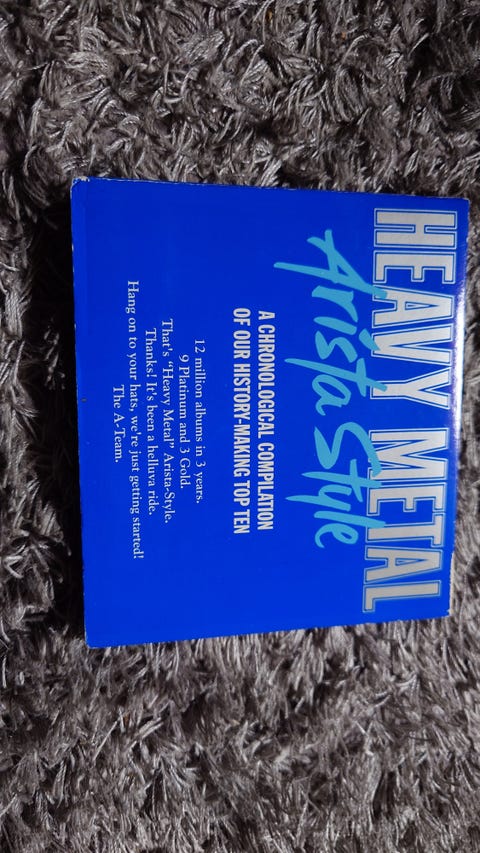 HEAVY METAL
Arista Style
A CHRONOLOGICAL COMPILATION
OF OUR HISTORY-MAKING TOP TEN
12 million albums in 3 years.
9 Platinum and 3 Gold.
That's "Heavy Metal" Arista-Style.
Thanks! It's been a helluva ride.
Hang on to your hats, we're just getting started!
The A-Team.